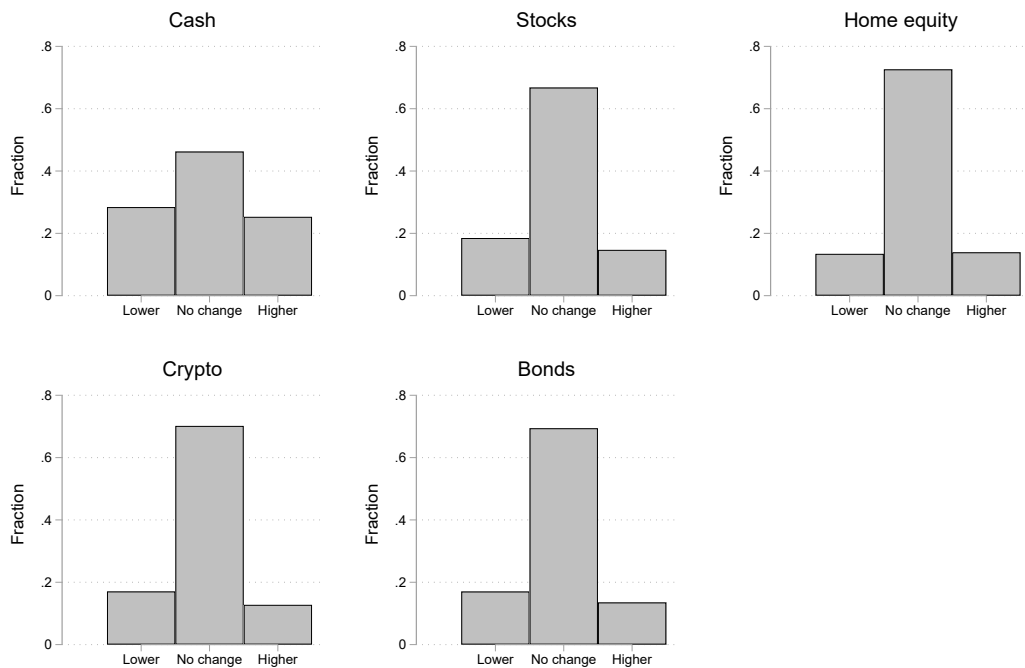 Cash
.8
.6
.4
.2
0
Fraction
Lower No change Higher
Stocks
.8
.6
.4
.2
0
Fraction
Lower No change Higher
Home equity
.8
.6
.4
.2
0
Fraction
Lower No change Higher
Crypto
.8
.6
.4
.2
0
Fraction
Lower No change Higher
Bonds
.8
.6
.4
.2
0
Fraction
Lower No change Higher